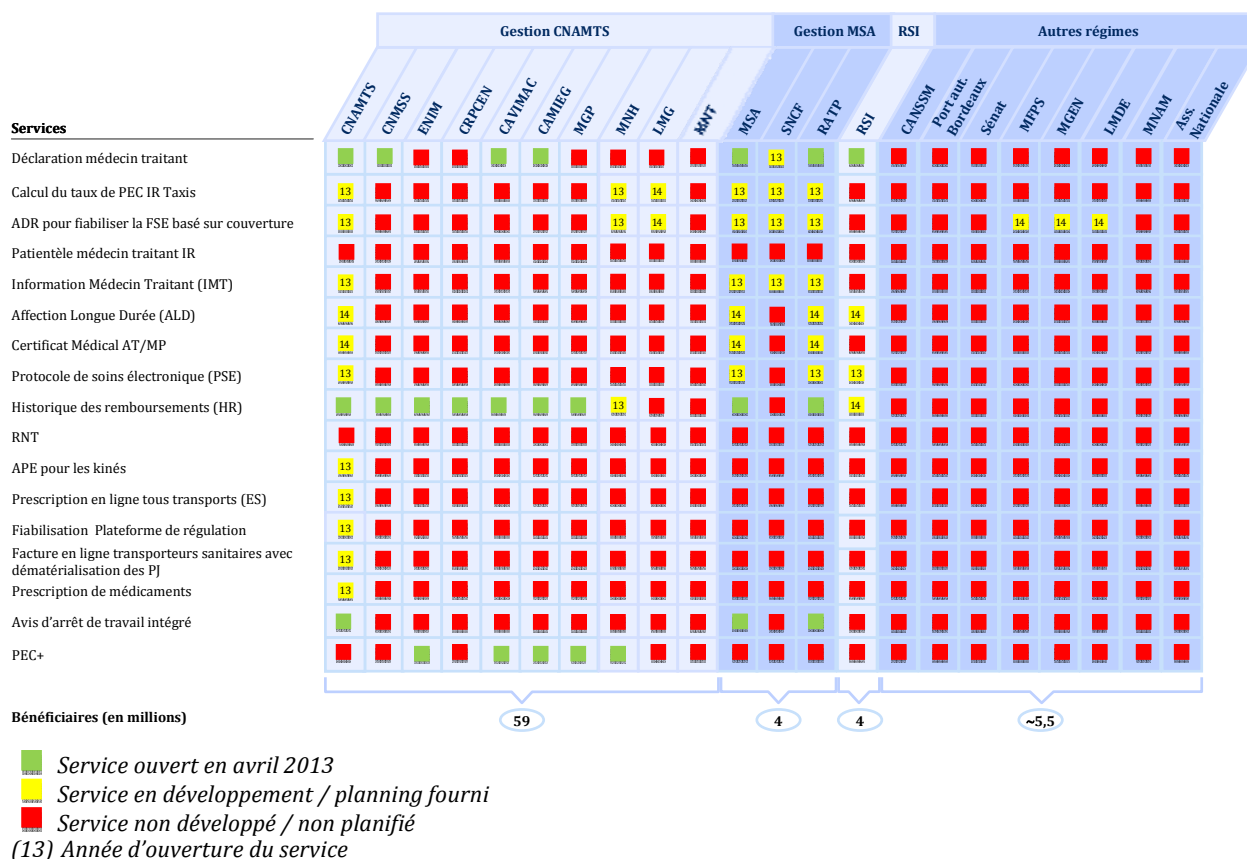 Gestion CNAMTS Gestion MSA RSI Autres régimes
CNAMTS CNMSS ENIM CRPCEN CAVIMAC CAMIEG MGP MNH LMG MSA SNCF RATP RSI CANSSM Port aut. Bordeaux Sénat MFPS MGEN LMDE MNAM Ass. Nationale
Services
Déclaration médecin traitant 13
Calcul du taux de PEC IR Taxis 13 13 14 13 13 13
ADR pour fiabiliser la FSE basé sur couverture 13 13 14 13 13 13 14 14 14
Patientèle médecin traitant IR
Information Médecin Traitant (IMT) 13 13 13 13
Affection Longue Durée (ALD) 14 14 14 14
Certificat Médical AT/MP 14 14 14
Protocole de soins électronique (PSE) 13 13 13 13
Historique des remboursements (HR) 13 14
RNT
APE pour les kinés 13
Prescription en ligne tous transports (ES) 13
Fiabilisation Plateforme de régulation 13
Facture en ligne transporteurs sanitaires avec
dématérialisation des PJ 13
Prescription de médicaments 13
Avis d'arrêt de travail intégré
PEC+
Bénéficiaires (en millions) 59 4 4 ~5,5
Service ouvert en avril 2013
Service en développement / planning fourni
Service non développé / non planifié
(13) Année d'ouverture du service